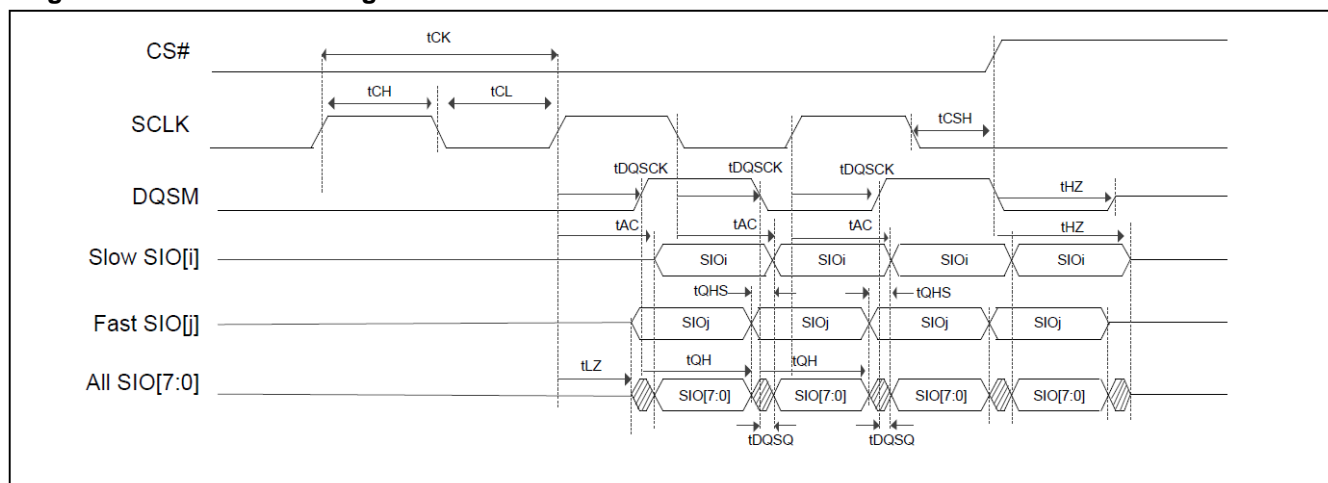 tCK
CS#
tCH tCL
SCLK
tCSH
tDQSCK tDQSCK tDQSCK
DQSM
tHZ
tAC tAC tAC tHZ
Slow SIO[i]
SIOi SIOi SIOi SIOi
tQHS tQHS
Fast SIO[j]
SIOj SIOj SIOj SIOj
tLZ tQH tQH
All SIO[7:0]
SIO[7:0] SIO[7:0] SIO[7:0] SIO[7:0]
tDQSQ tDQSQ